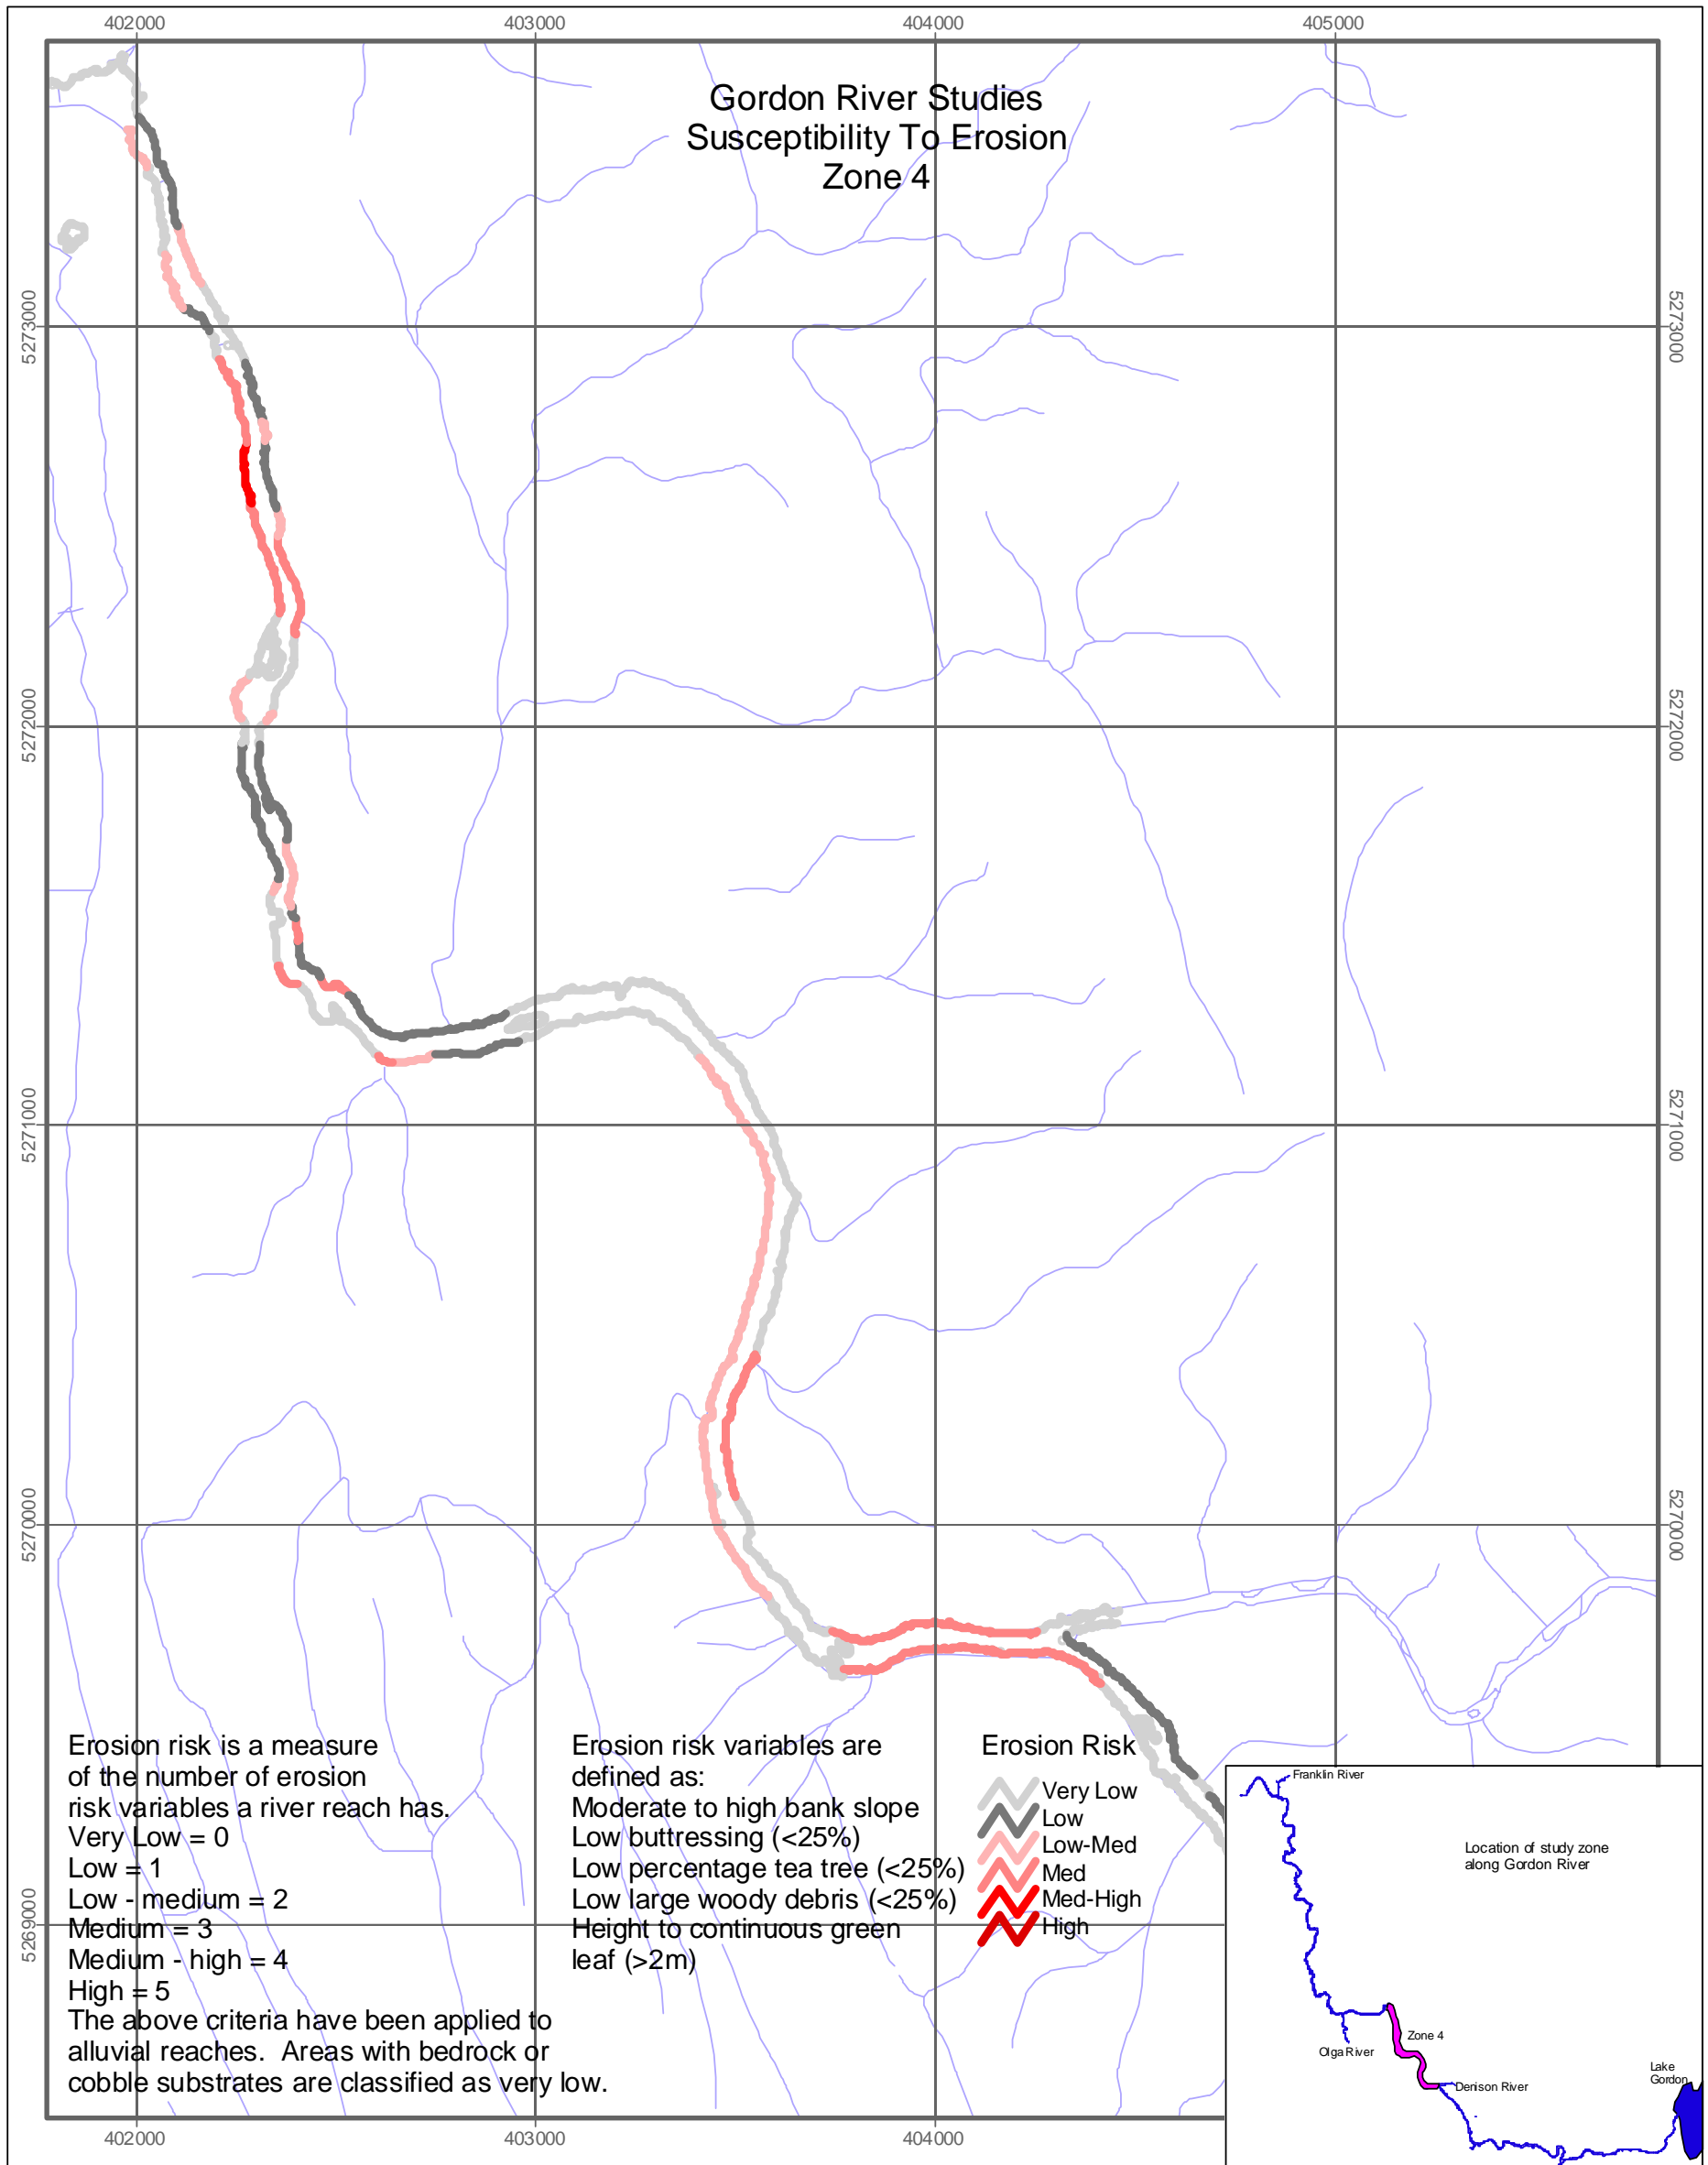 402000
403000
404000
405000
Gordon River Studies
Susceptibility To Erosion
Zone 4
5273000
5273000
5272000
5272000
5271000
5271000
5270000
5270000
5269000
Erosion risk is a measure
of the number of erosion
risk variables a river reach has.
Very Low = 0
Low = 1
Low - medium = 2
Medium = 3
Medium - high = 4
High = 5
The above criteria have been applied to
alluvial reaches. Areas with bedrock or
cobble substrates are classified as very low.
Erosion risk variables are
defined as:
Moderate to high bank slope
Low buttressing (<25%)
Low percentage tea tree (<25%)
Low large woody debris (<25%)
Height to continuous green
leaf (>2m)
Erosion Risk
Very Low
Low
Low-Med
Med
Med-High
High
Franklin River
Location of study zone
along Gordon River
Zone 4
Olga River
Denison River
Lake
Gordon
402000
403000
404000